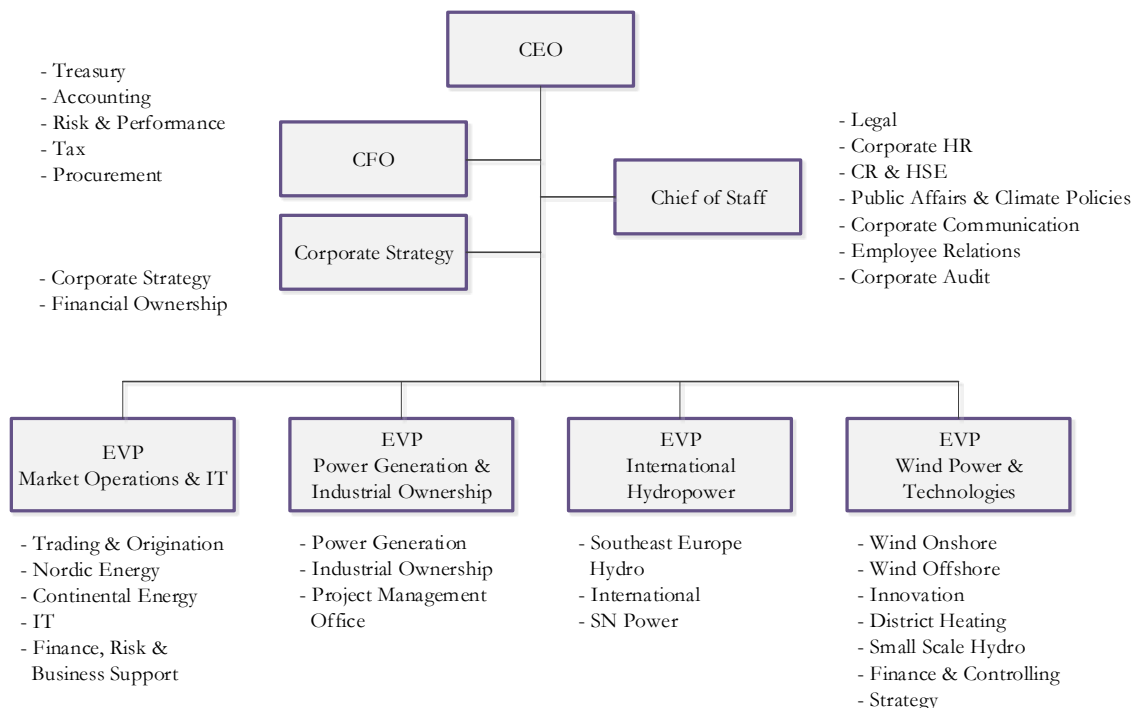 CEO
- Treasury
- Accounting
- Risk & Performance
- Tax
- Procurement
CFO
- Legal
- Corporate HR
- CR & HSE
- Public Affairs & Climate Policies
- Corporate Communication
- Employee Relations
- Corporate Audit
Chief of Staff
Corporate Strategy
- Corporate Strategy
- Financial Ownership
EVP
Market Operations & IT
- Trading & Origination
- Nordic Energy
- Continental Energy
- IT
- Finance, Risk &
Business Support
EVP
Power Generation &
Industrial Ownership
- Power Generation
- Industrial Ownership
- Project Management
Office
EVP
International
Hydropower
- Southeast Europe
Hydro
- International
- SN Power
EVP
Wind Power &
Technologies
- Wind Onshore
- Wind Offshore
- Innovation
- District Heating
- Small Scale Hydro
- Finance & Controlling
- Strategy